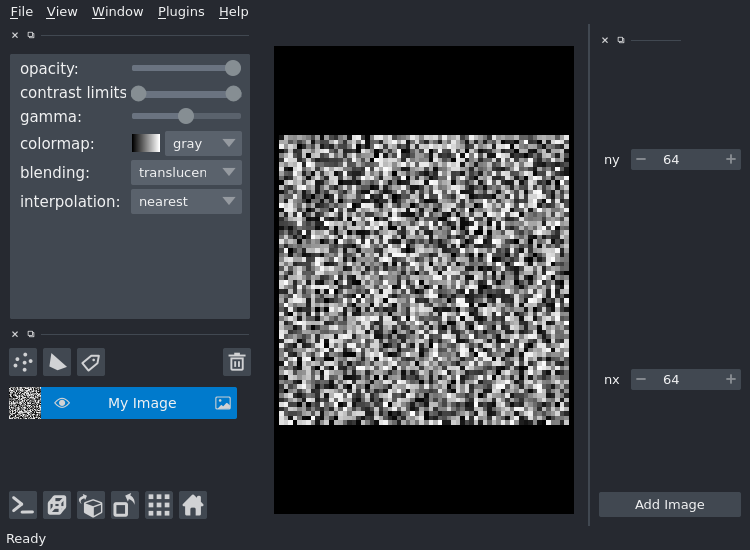 File View Window Plugins Help
opacity:
contrast limits
gamma:
colormap: gray
blending: translucen
interpolation: nearest
My Image
ny 64
nx 64
Add Image
Ready